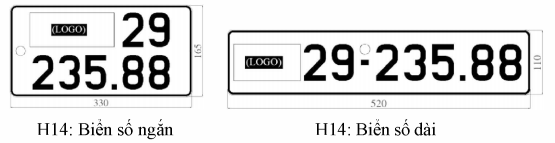 (LOGO) 29
235.88
165
330
H14: Biển số ngắn
(LOGO) 29-235.88
110
520
H14: Biển số dài